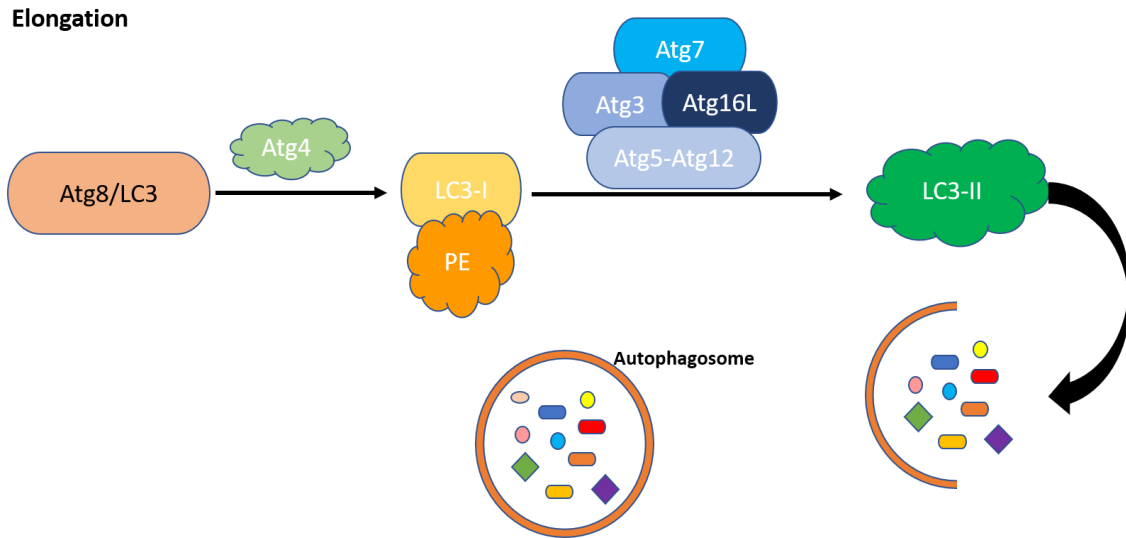 Elongation
Atg7
Atg3
Atg16L
Atg4
Atg5-Atg12
Atg8/LC3
LC3-I
LC3-II
PE
Autophagosome